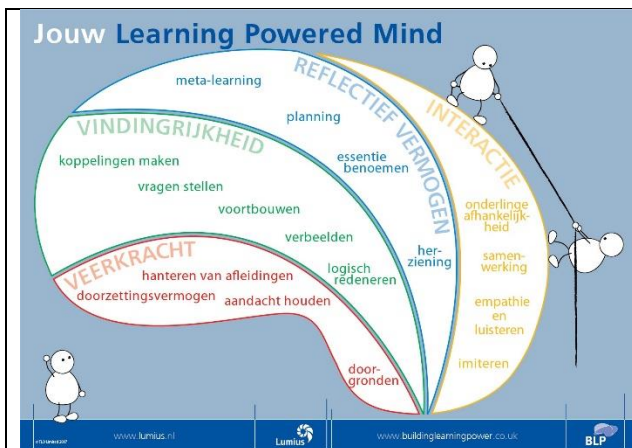 Jouw Learning Powered Mind
meta-learning
planning
essentie
benoemen
her-
ziening
REFLECTIEF VERMOGEN
VINDINGRIJKHEID
koppelingen maken
vragen stellen
voortbouwen
verbeelden
logisch
redeneren
VEERKRACHT
hanteren van afleidingen
doorzettingsvermogen
aandacht houden
door-
gronden
INTERACTIE
onderlinge
afhankelijk-
heid
samen-
werking
empathie
en
luisteren
imiteren
www.lumius.nl
Lumius
www.buildinglearningpower.co.uk
BLP